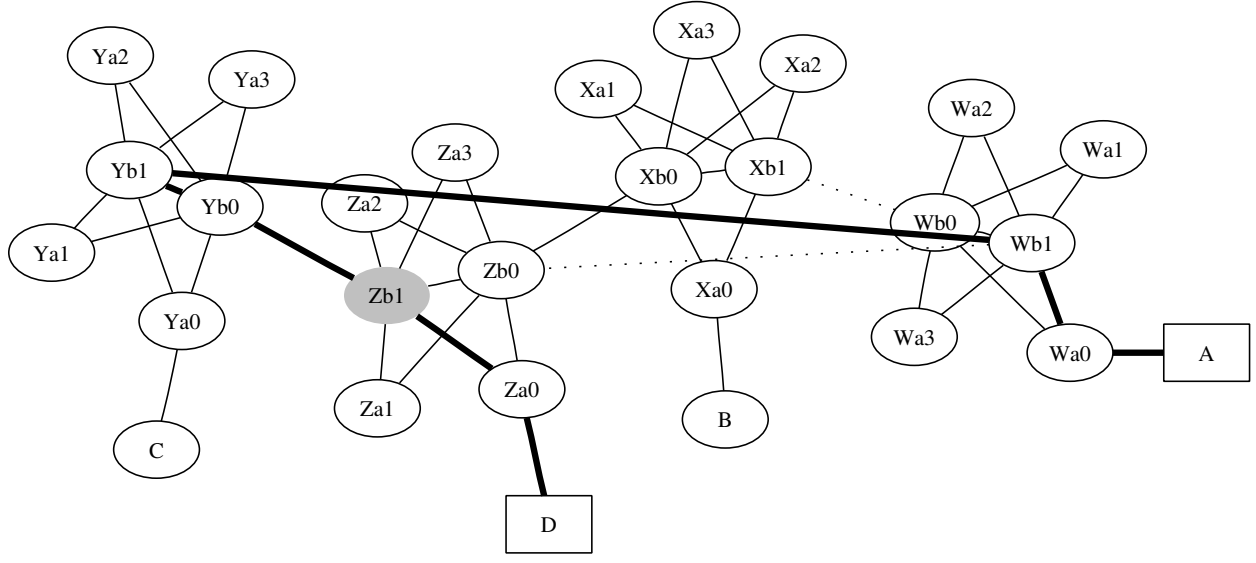 Xa3
Ya2
Xa2
Ya3
Xa1
Wa2
Wa1
Za3
Xb1
Yb1
Xb0
Za2
Yb0
Wb0
Wb1
Ya1
Zb0
Xa0
Zb1
Ya0
Wa3
Wa0
A
Za0
Za1
B
C
D